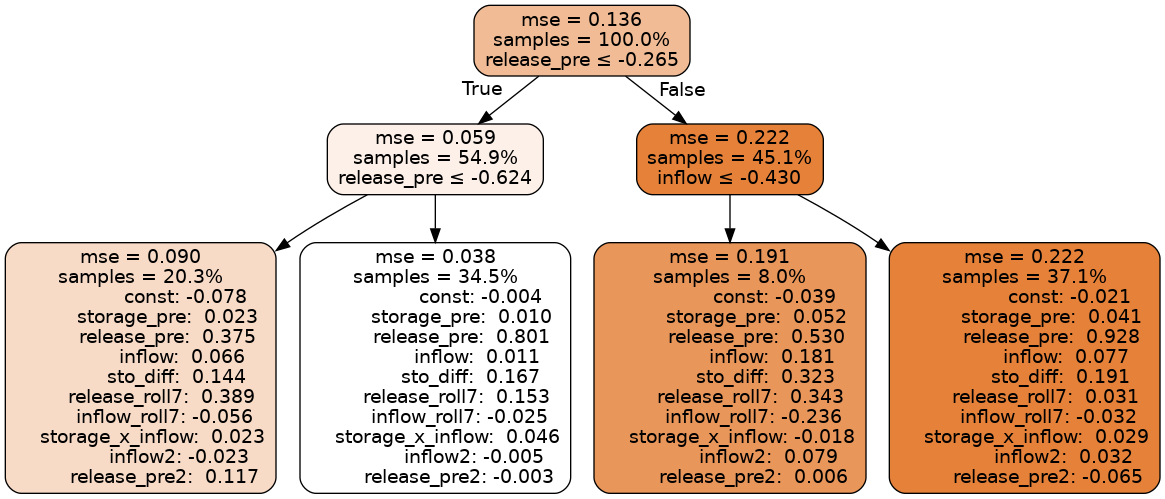 mse = 0.136
samples = 100.0%
release_pre ≤ -0.265
True
False
mse = 0.059
samples = 54.9%
release_pre ≤ -0.624
mse = 0.222
samples = 45.1%
inflow ≤ -0.430
mse = 0.090
samples = 20.3%
const: -0.078
storage_pre: 0.023
release_pre: 0.375
inflow: 0.066
sto_diff: 0.144
release_roll7: 0.389
inflow_roll7: -0.056
storage_x_inflow: 0.023
inflow2: -0.023
release_pre2: 0.117
mse = 0.038
samples = 34.5%
const: -0.004
storage_pre: 0.010
release_pre: 0.801
inflow: 0.011
sto_diff: 0.167
release_roll7: 0.153
inflow_roll7: -0.025
storage_x_inflow: 0.046
inflow2: -0.005
release_pre2: -0.003
mse = 0.191
samples = 8.0%
const: -0.039
storage_pre: 0.052
release_pre: 0.530
inflow: 0.181
sto_diff: 0.323
release_roll7: 0.343
inflow_roll7: -0.236
storage_x_inflow: -0.018
inflow2: 0.079
release_pre2: 0.006
mse = 0.222
samples = 37.1%
const: -0.021
storage_pre: 0.041
release_pre: 0.928
inflow: 0.077
sto_diff: 0.191
release_roll7: 0.031
inflow_roll7: -0.032
storage_x_inflow: 0.029
inflow2: 0.032
release_pre2: -0.065